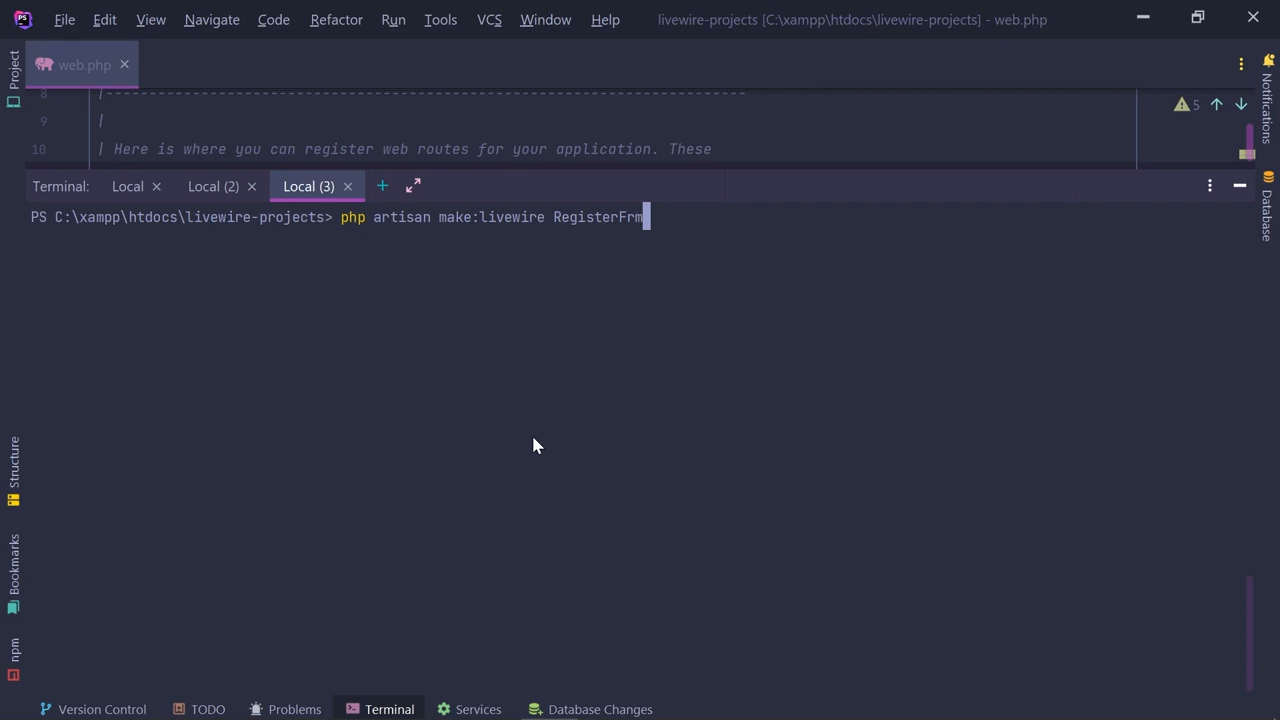 PS File Edit View Navigate Code Refactor Run Tools VCS Window Help livewire-projects [C:\xampp\htdocs\livewire-projects] - web.php
Project
web.php
Notifications
8 |--------------------------------------------------------------------------
5
9 |
10 | Here is where you can register web routes for your application. These
Database
Terminal: Local Local (2) Local (3)
PS C:\xampp\htdocs\livewire-projects> php artisan make:livewire RegisterFrm
Structure
Bookmarks
npm
Version Control TODO Problems Terminal Services Database Changes